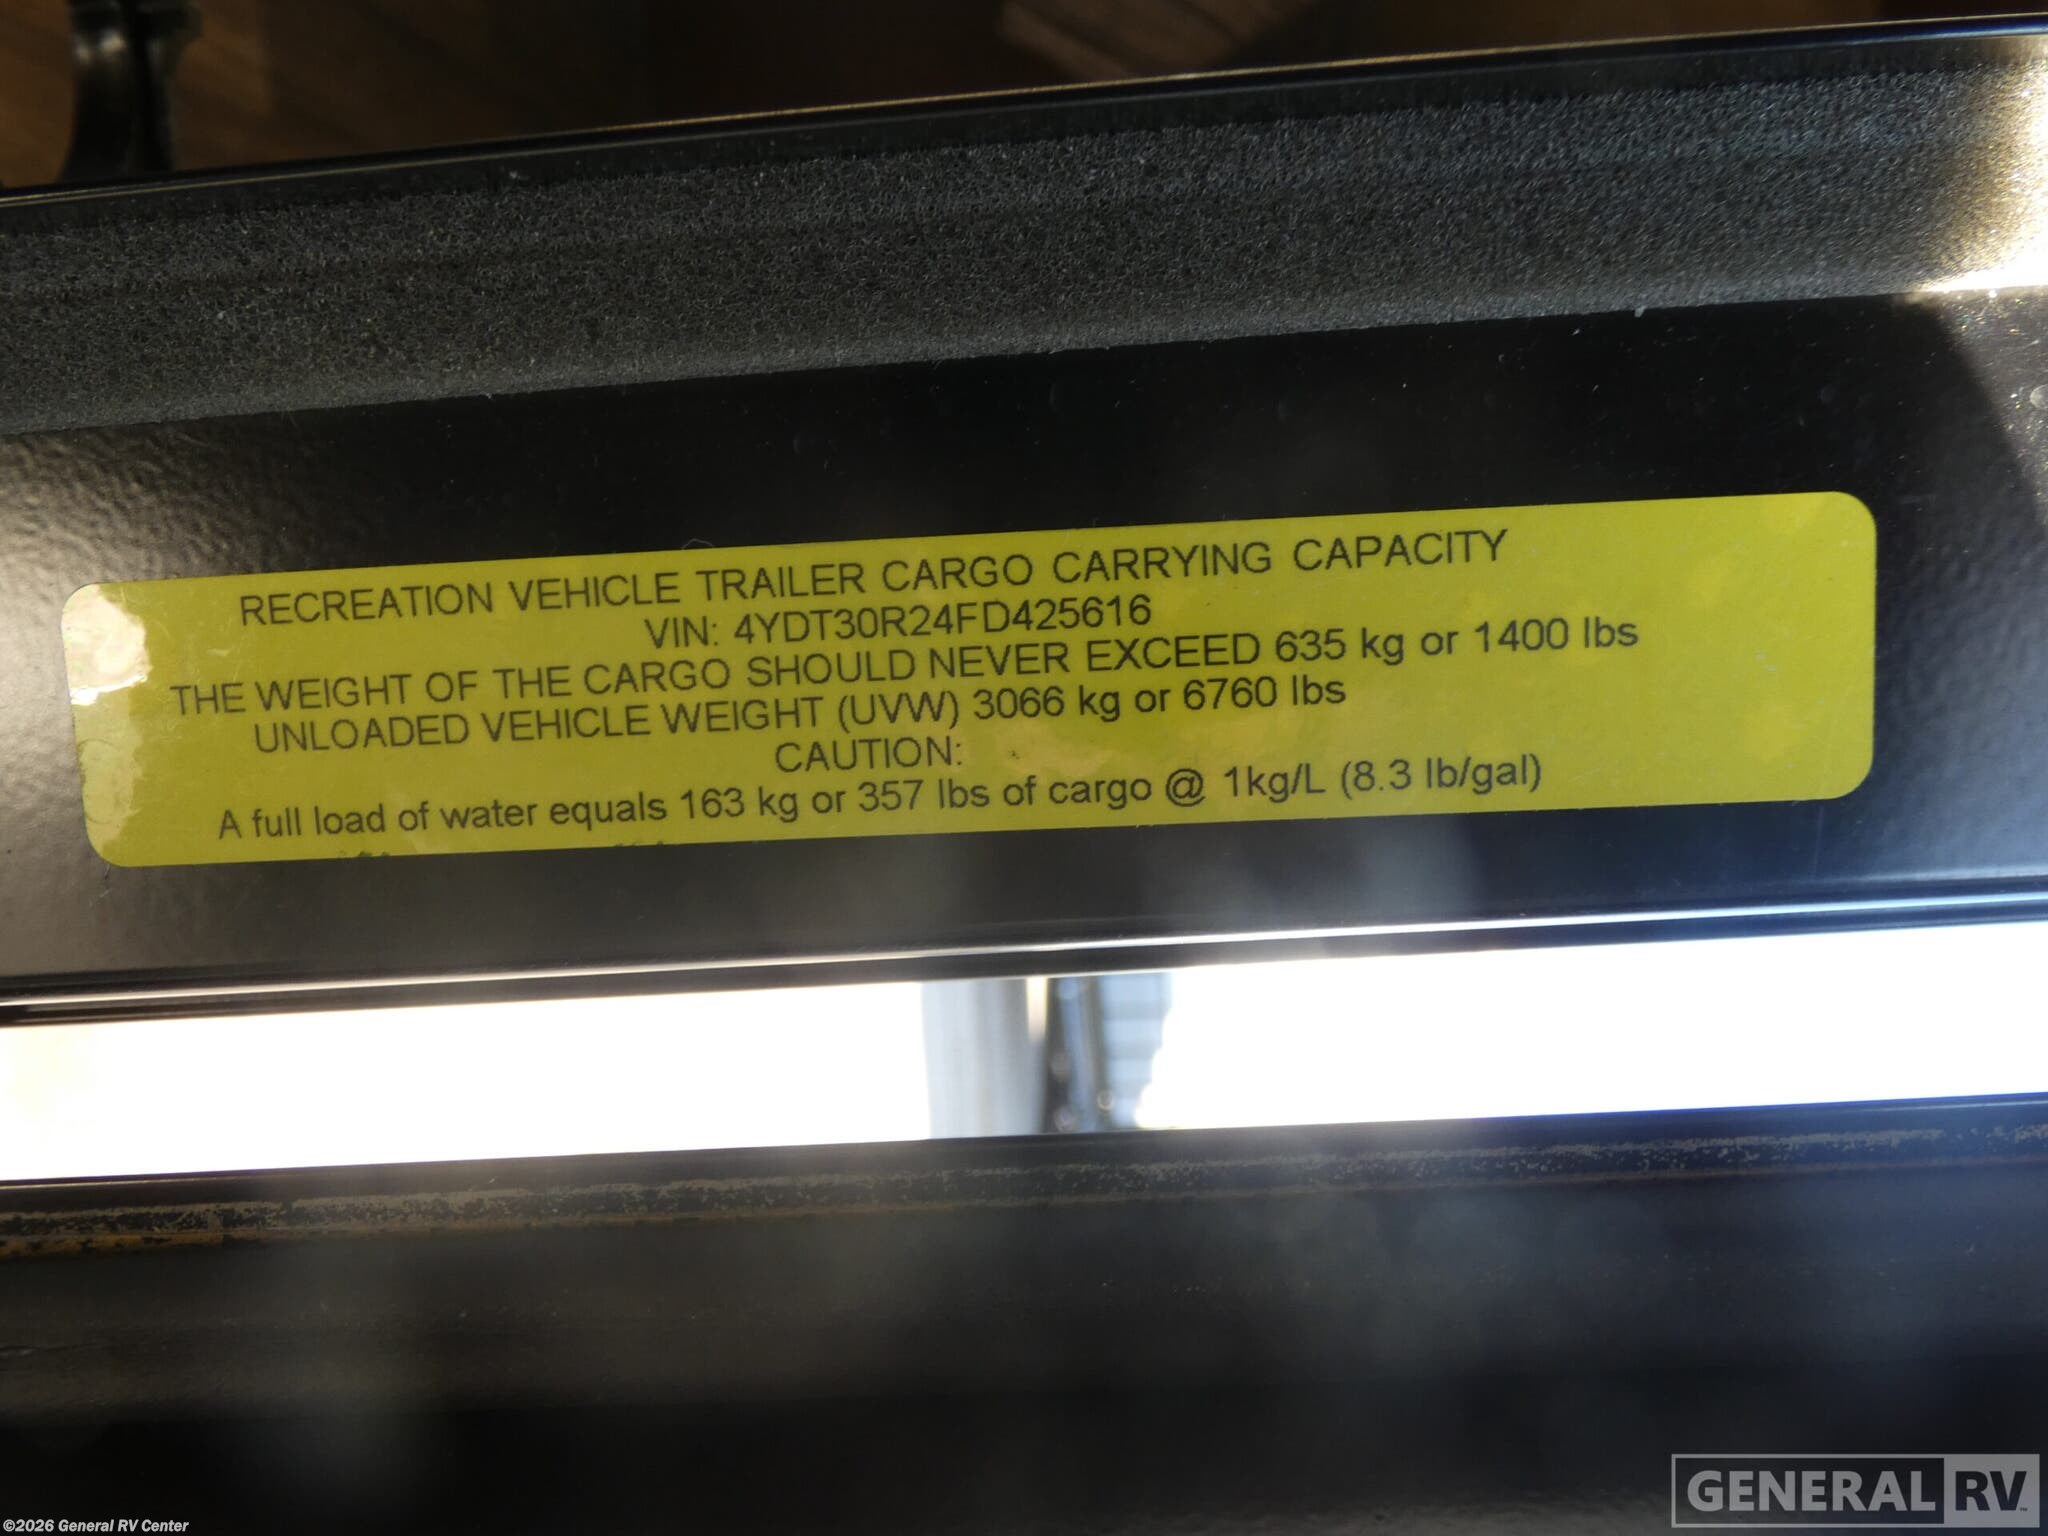 RECREATION VEHICLE TRAILER CARGO CARRYING CAPACITY
VIN: 4YDT30R24FD425616
THE WEIGHT OF THE CARGO SHOULD NEVER EXCEED 635 kg or 1400 lbs
UNLOADED VEHICLE WEIGHT (UVW) 3066 kg or 6760 lbs
CAUTION:
A full load of water equals 163 kg or 357 lbs of cargo @ 1kg/L (8.3 lb/gal)
GENERAL RV™
©2026 General RV Center